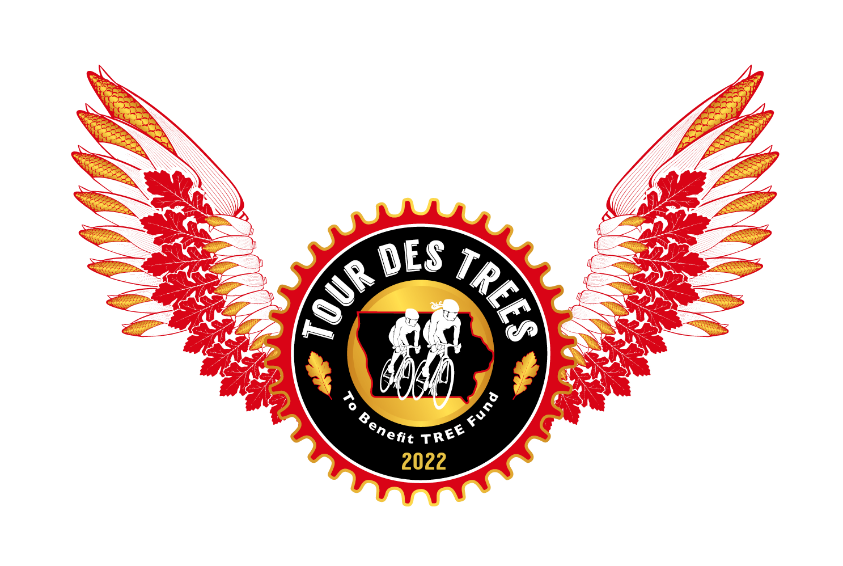 TOUR DES TREES
To Benefit TREE Fund
2022